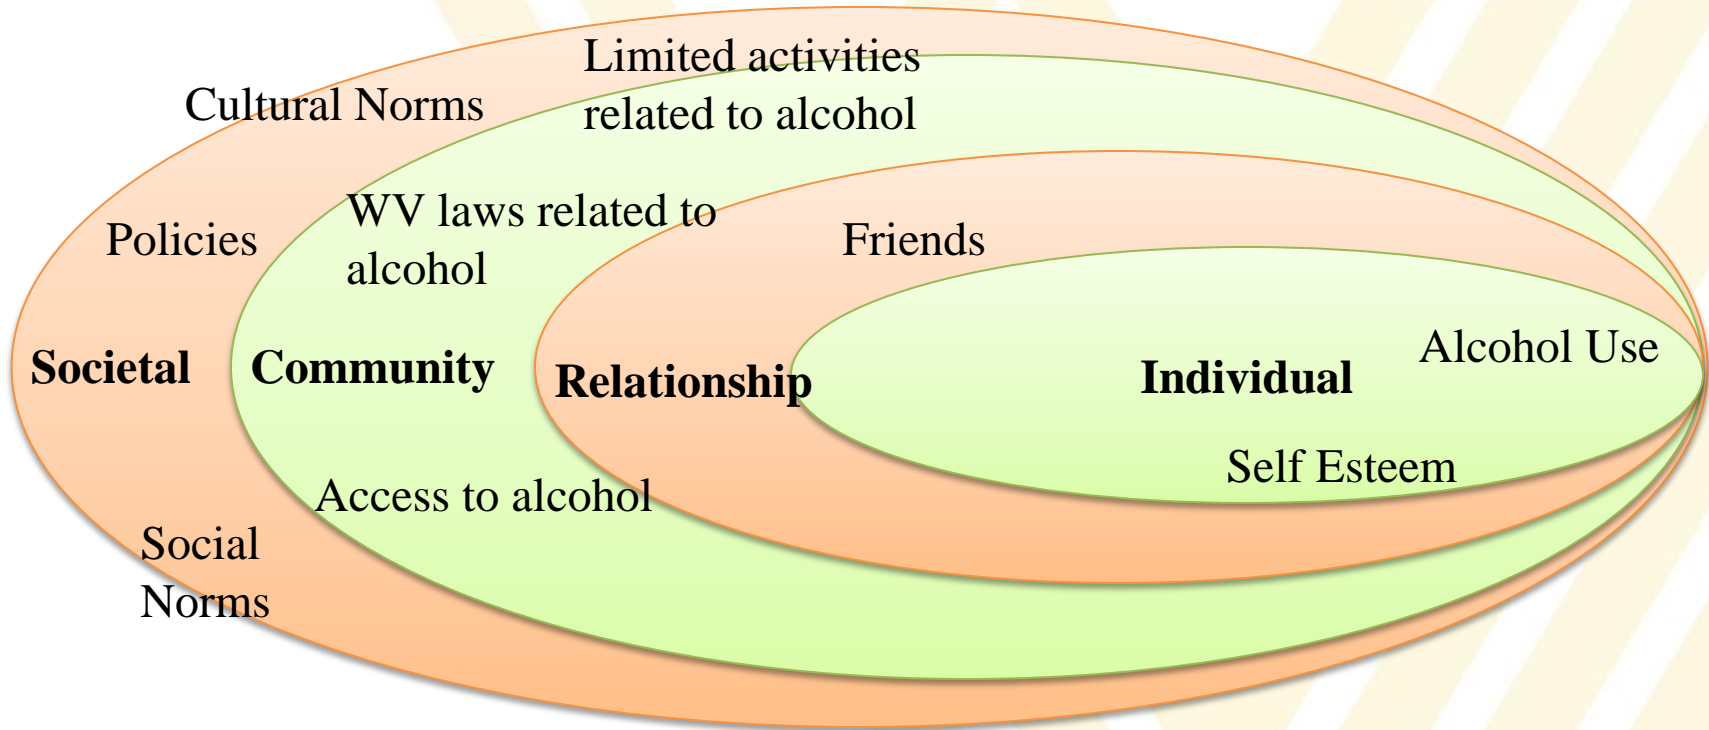 Limited activities
related to alcohol
Cultural Norms
WV laws related to
alcohol
Policies
Friends
Societal
Community
Relationship
Individual
Alcohol Use
Self Esteem
Access to alcohol
Social
Norms